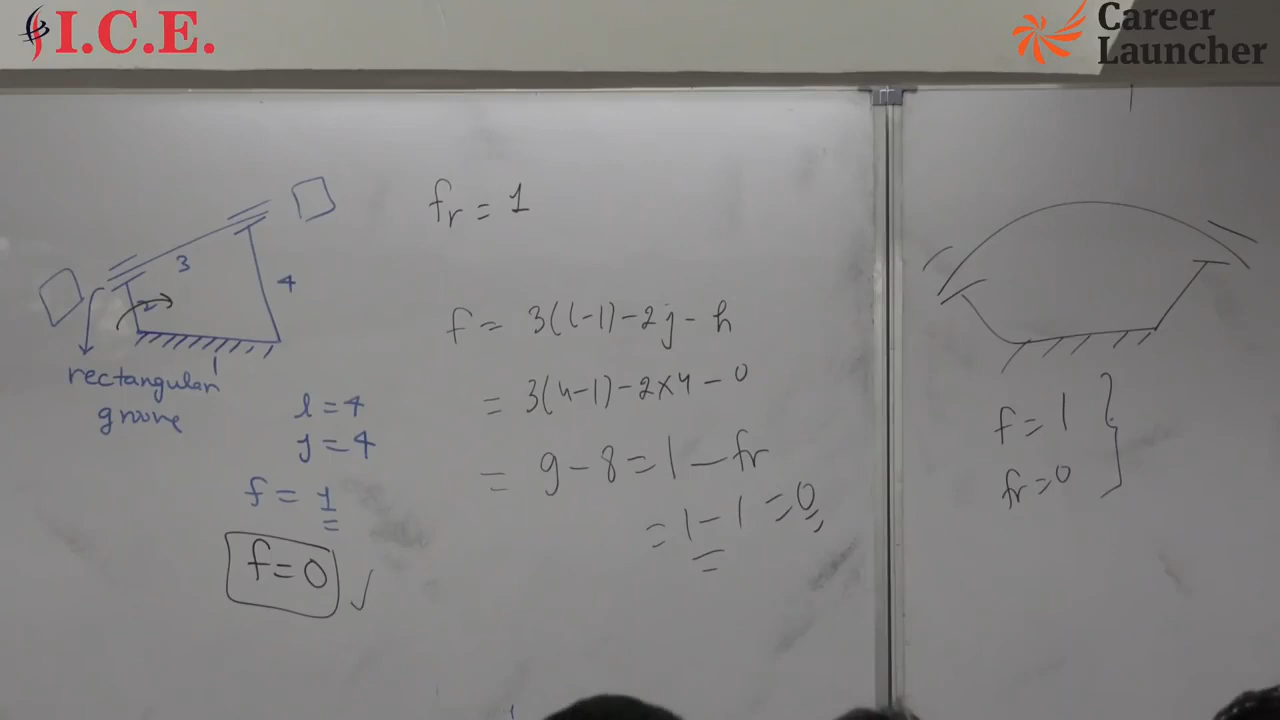 I.C.E.
Career
Launcher
3
4
2
1
rectangular
groove
l = 4
j = 4
f = 1
f = 0 ✓
fr = 1
f = 3(l-1) - 2j - h
= 3(4-1) - 2×4 - 0
= 9 - 8 = 1 - fr
= 1 - 1 = 0
f = 1
fr = 0